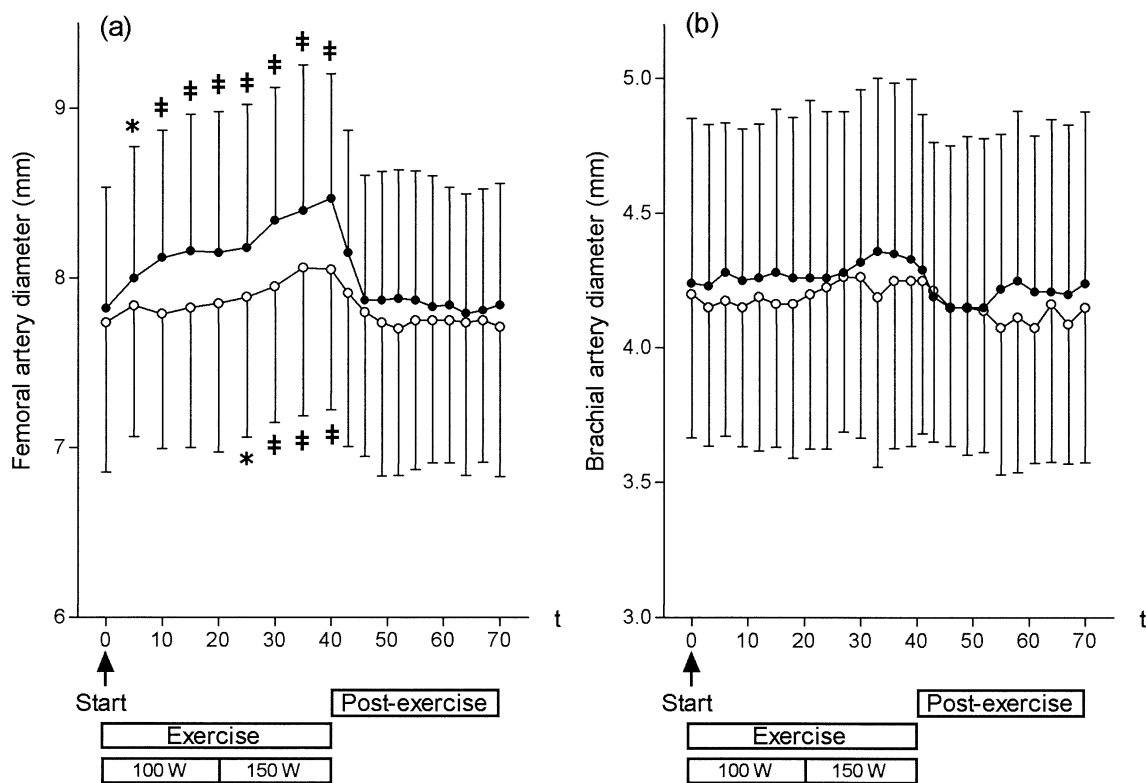 (a)
* ‡ ‡ ‡ ‡ ‡ ‡ ‡
9
8
7
6
Femoral artery diameter (mm)
* ‡ ‡ ‡
0 10 20 30 40 50 60 70 t
Start
Post-exercise
Exercise
100 W 150 W
(b)
5.0
4.5
4.0
3.5
3.0
Brachial artery diameter (mm)
0 10 20 30 40 50 60 70 t
Start
Post-exercise
Exercise
100 W 150 W